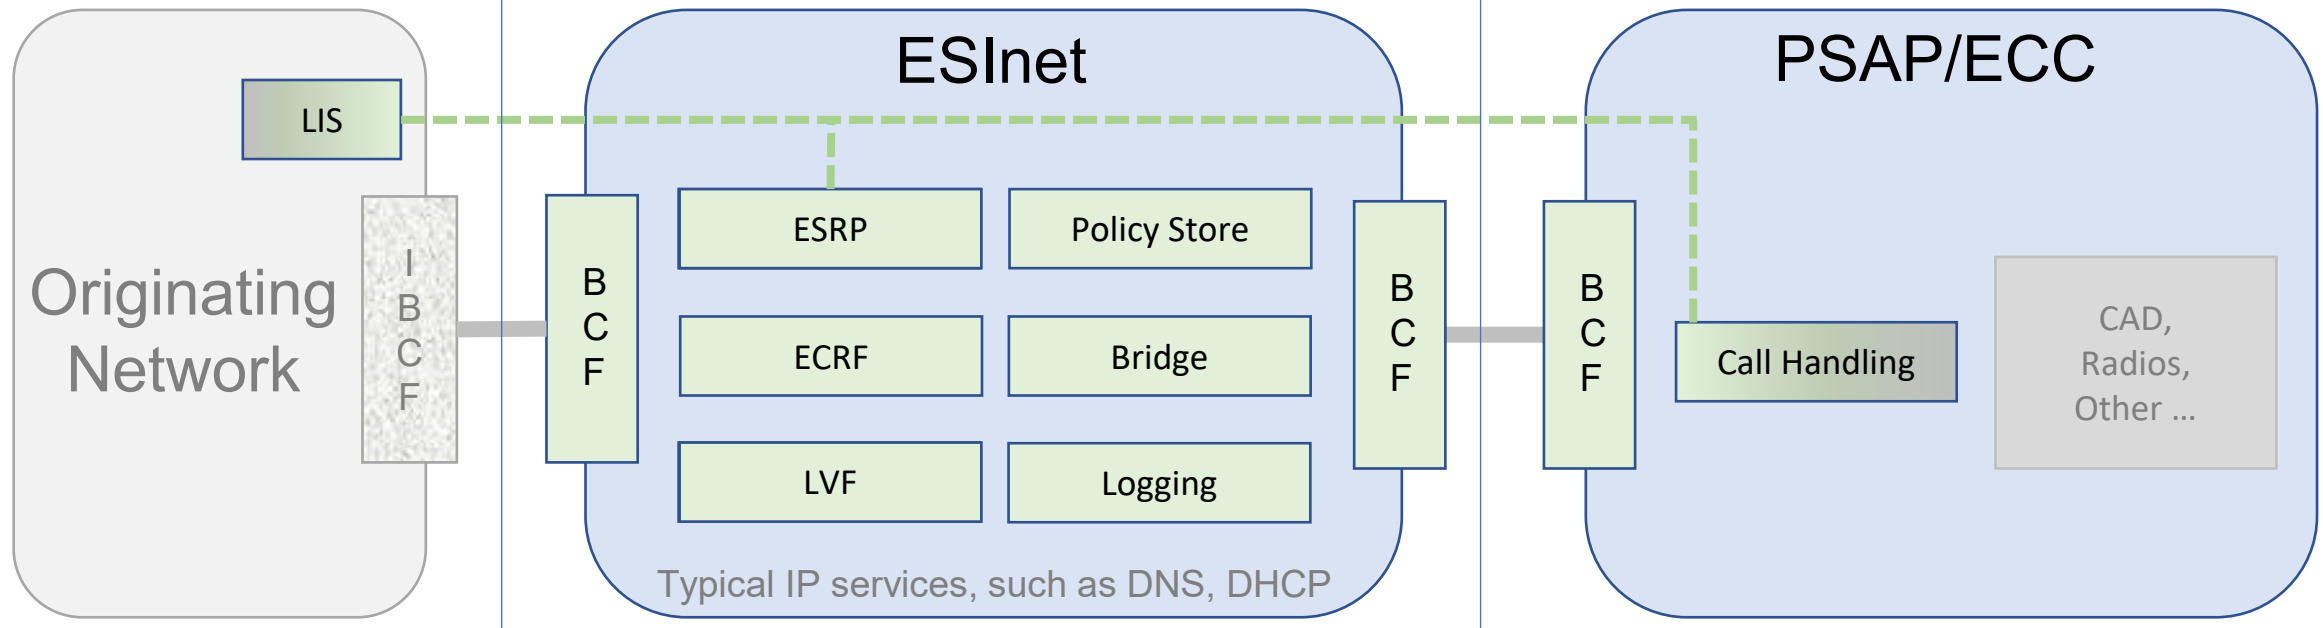 ESInet
PSAP/ECC
LIS
Originating
Network
I
B
C
F
B
C
F
ESRP
Policy Store
ECRF
Bridge
LVF
Logging
Typical IP services, such as DNS, DHCP
B
C
F
B
C
F
Call Handling
CAD,
Radios,
Other ...